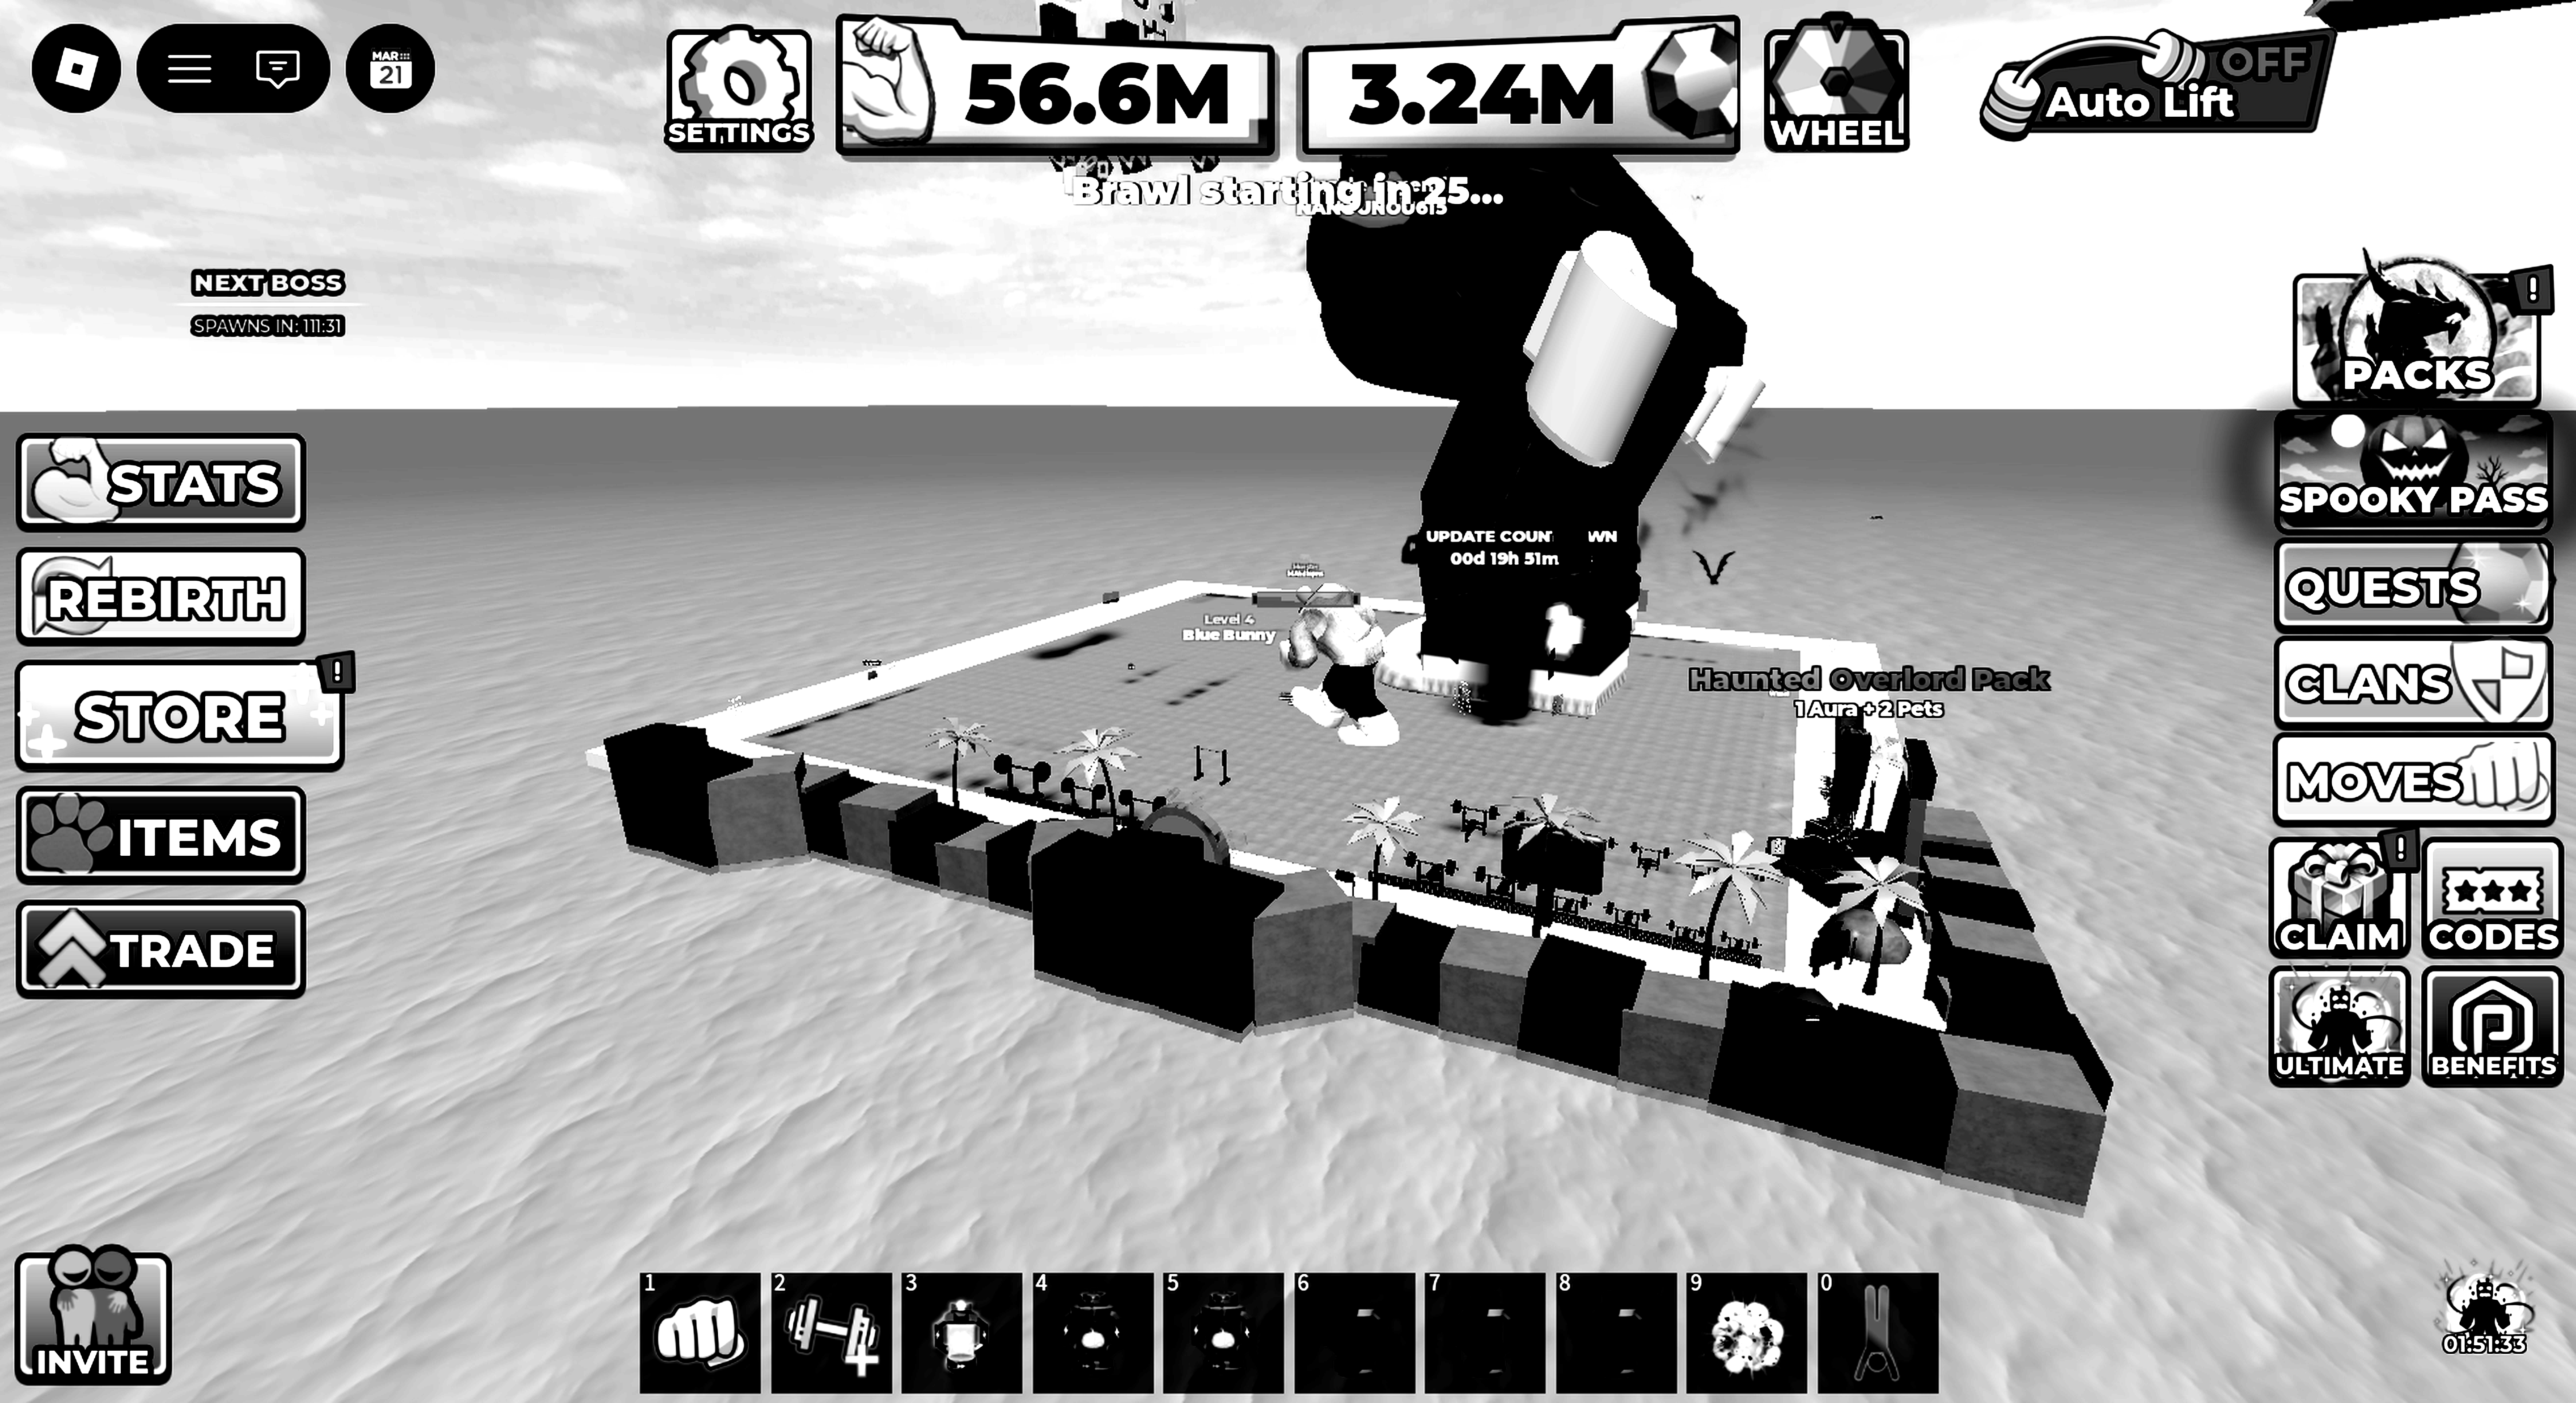 MAR
21
SETTINGS
56.6M
3.24M
WHEEL
OFF
Auto Lift
Brawl starting in 25...
NEXT BOSS
SPAWNS IN: 111:31
PACKS
STATS
SPOOKY PASS
REBIRTH
UPDATE COUN WN
00d 19h 51m
QUESTS
Level 4
Blue Bunny
STORE
Haunted Overlord Pack
1 Aura + 2 Pets
CLANS
MOVES
ITEMS
TRADE
CLAIM
CODES
ULTIMATE
BENEFITS
INVITE
1
2
3
4
5
6
7
8
9
0
01:51:33